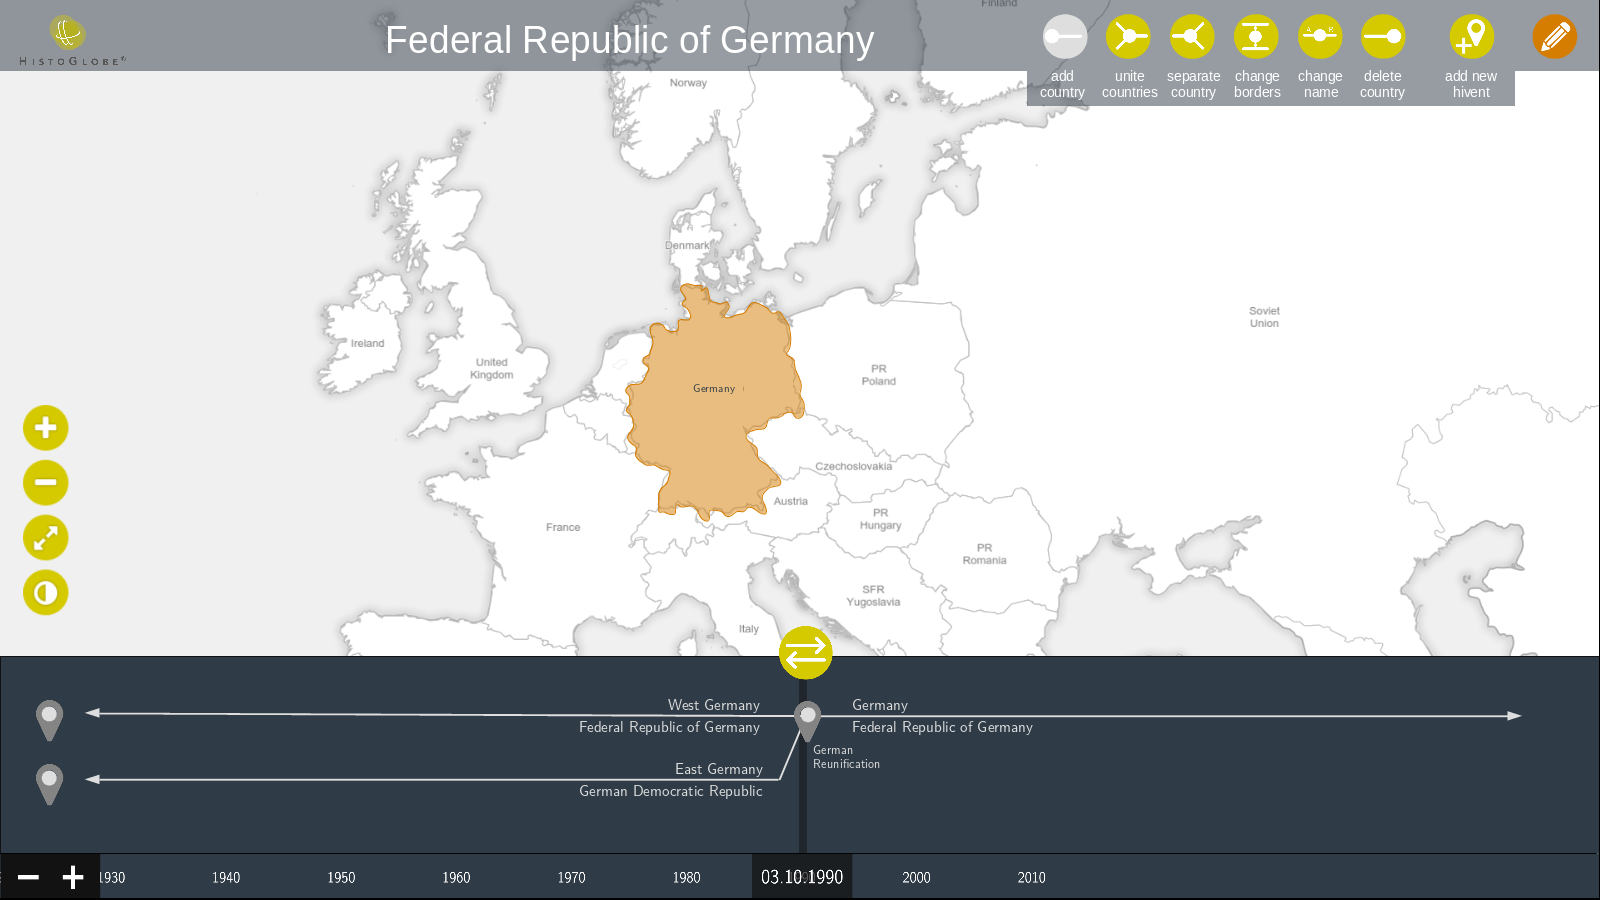 HISTOGLOBE
Federal Republic of Germany
add
country
unite
countries
separate
country
change
borders
change
name
delete
country
add new
hivent
Finland
Norway
Denmark
Ireland
United
Kingdom
Germany
PR
Poland
Soviet
Union
Czechoslovakia
Austria
France
PR
Hungary
PR
Romania
SFR
Yugoslavia
Italy
West Germany
Federal Republic of Germany
Germany
Federal Republic of Germany
German
Reunification
East Germany
German Democratic Republic
1930
1940
1950
1960
1970
1980
03.10.1990
2000
2010